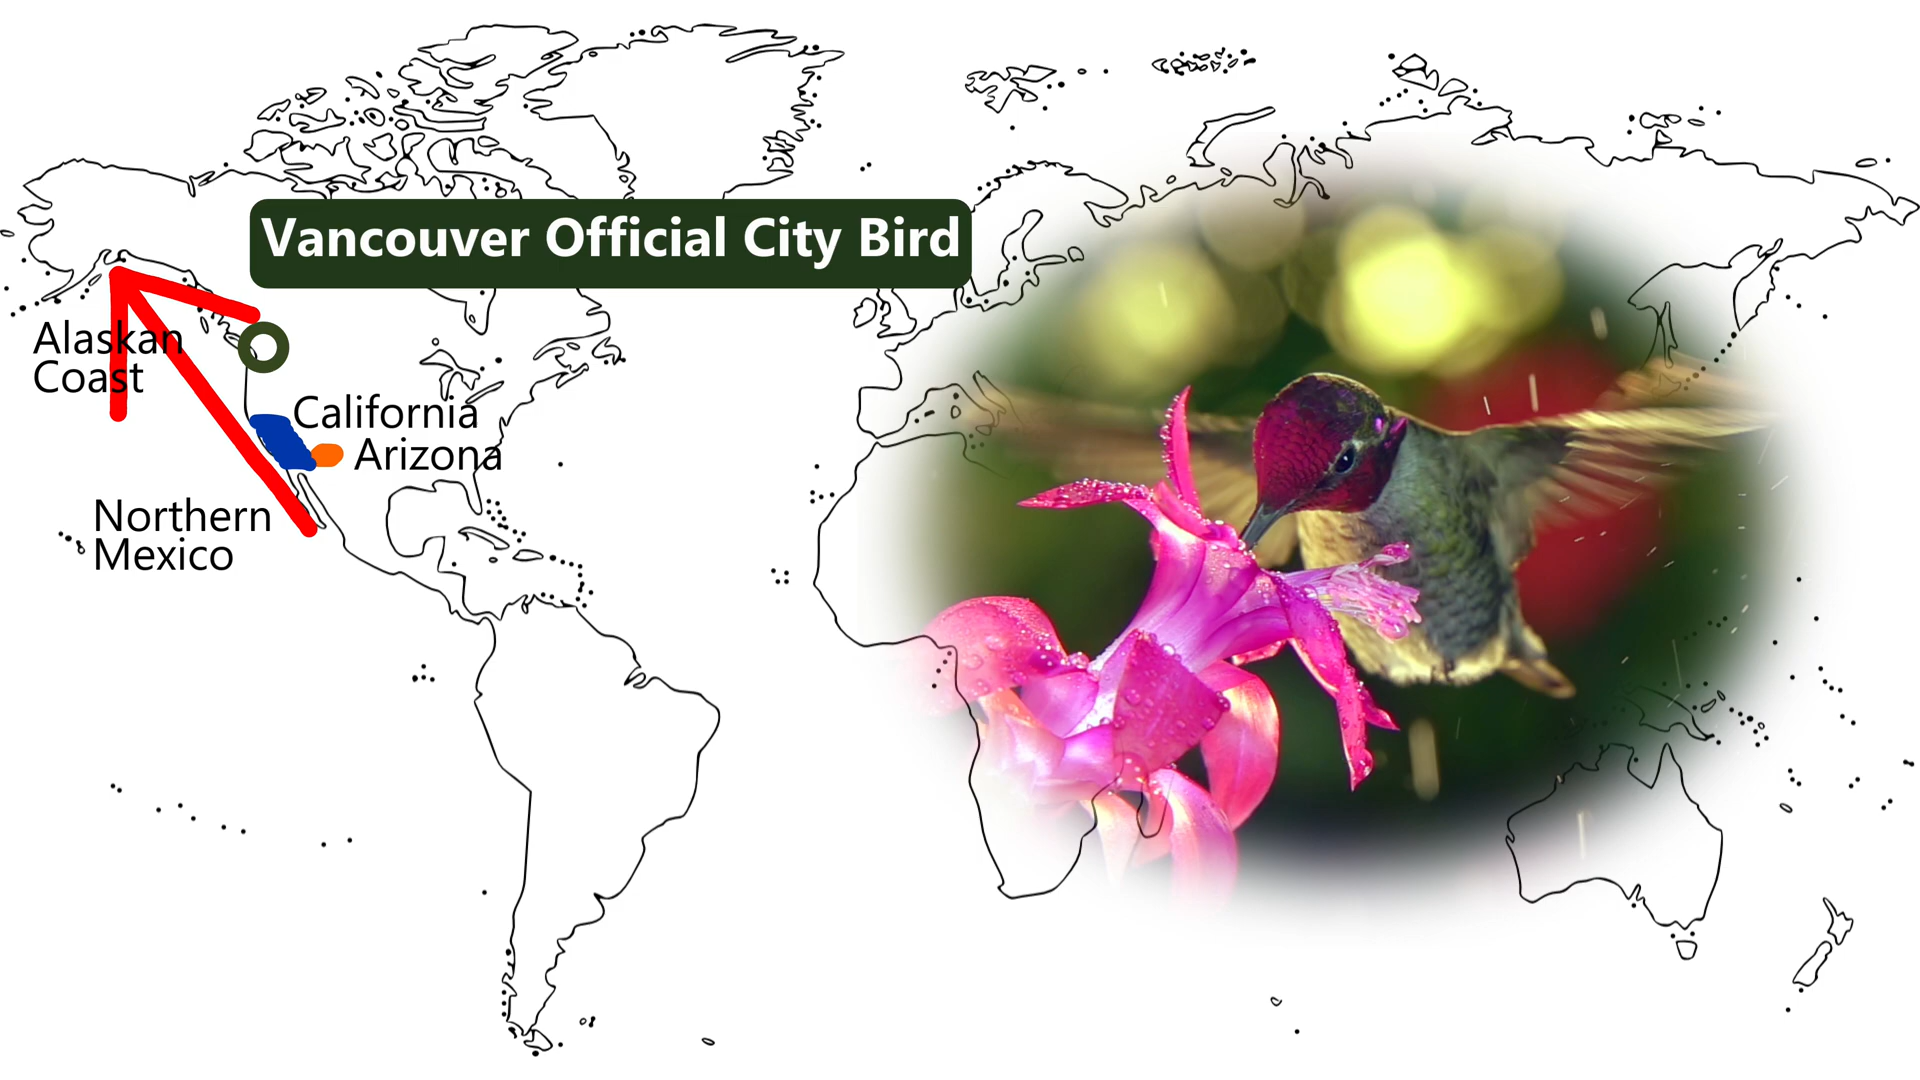 Vancouver Official City Bird
Alaskan
Coast
California
Arizona
Northern
Mexico